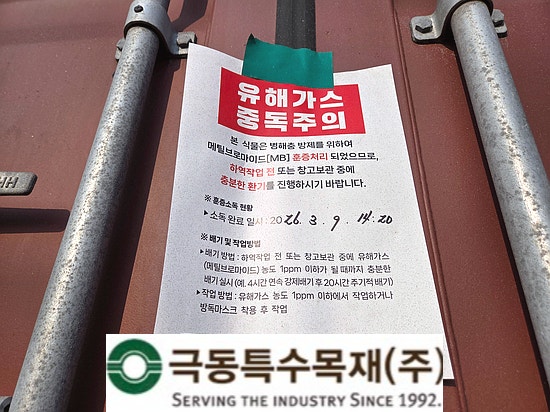 유해가스
중독주의
본 식물은 병해충 방제를 위하여
메틸브로마이드[MB] 훈증처리 되었으므로,
하역작업 전 또는 창고보관 중에
충분한 환기를 진행하시기 바랍니다.
※ 훈증소독 현황
▸ 소독 완료 일시 : 2026. 3. 9. 14:20
※ 배기 및 작업방법
▸ 배기 방법 : 하역작업 전 또는 창고보관 중에 유해가스
(메틸브로마이드) 농도 1ppm 이하가 될 때까지 충분한
배기 실시 (예. 4시간 연속 강제배기 후 20시간 주기적 배기)
▸ 작업 방법 : 유해가스 농도 1ppm 이하에서 작업하거나
방독마스크 착용 후 작업
극동특수목재(주)
SERVING THE INDUSTRY SINCE 1992.